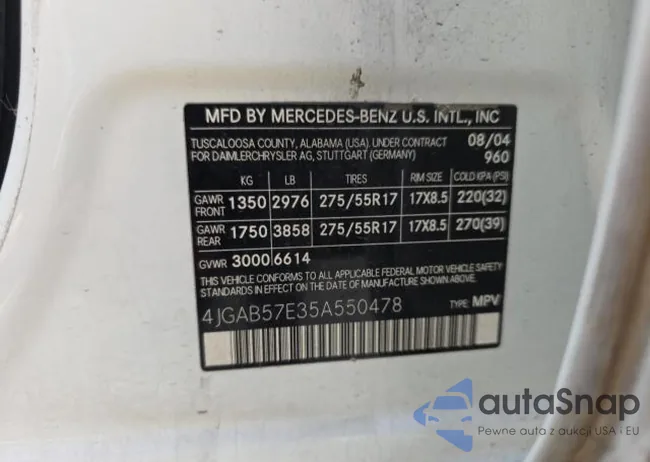 MFD BY MERCEDES-BENZ U.S. INTL., INC
TUSCALOOSA COUNTY, ALABAMA (USA), UNDER CONTRACT 08/04
FOR DAIMLERCHRYSLER AG, STUTTGART (GERMANY) 960
KG LB TIRES RIM SIZE COLD KPA (PSI)
GAWR FRONT 1350 2976 275/55R17 17X8.5 220(32)
GAWR REAR 1750 3858 275/55R17 17X8.5 270(39)
GVWR 3000 6614
THIS VEHICLE CONFORMS TO ALL APPLICABLE FEDERAL MOTOR VEHICLE SAFETY
STANDARDS IN EFFECT ON THE DATE OF MANUFACTURE SHOWN ABOVE.
4JGAB57E35A550478 TYPE: MPV
autoSnap
Pewne auta z aukcji USA i EU